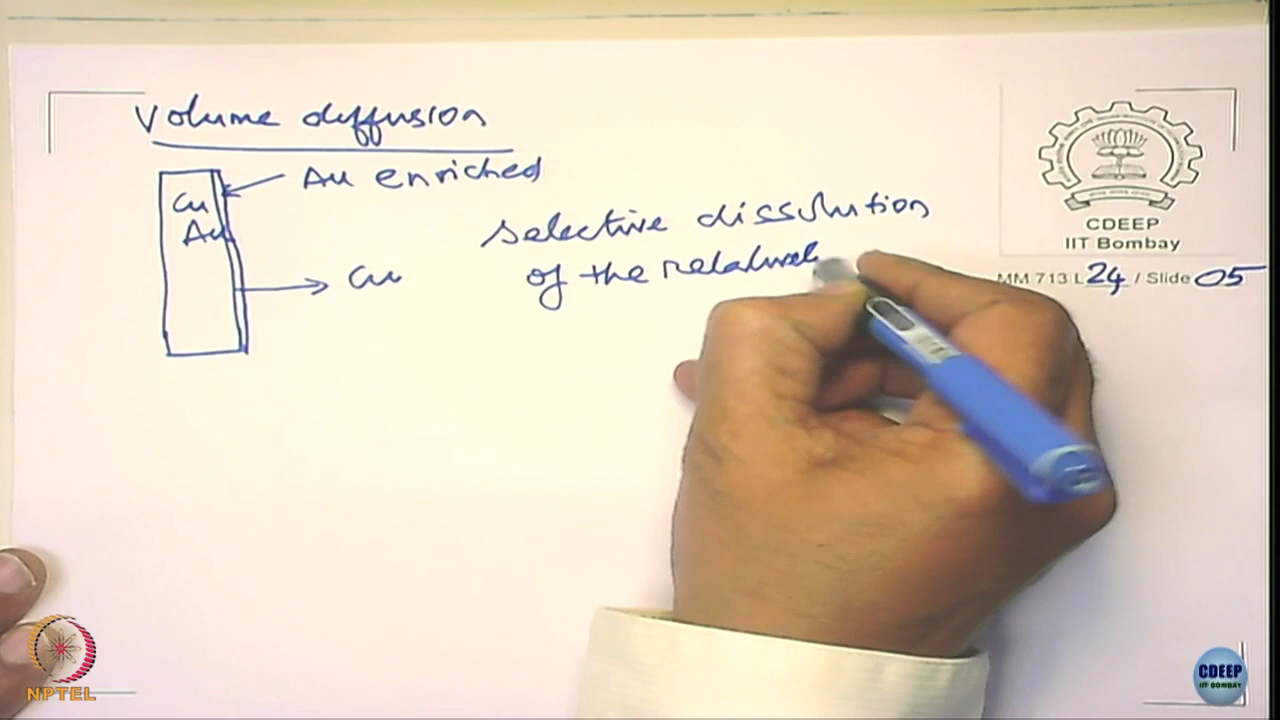 Volume diffusion
Au enriched
Cu
Au
Cu
selective dissolution
of the relativel
CDEEP
IIT Bombay
MM 713 L 24 / Slide 05
NPTEL
CDEEP
IIT BOMBAY